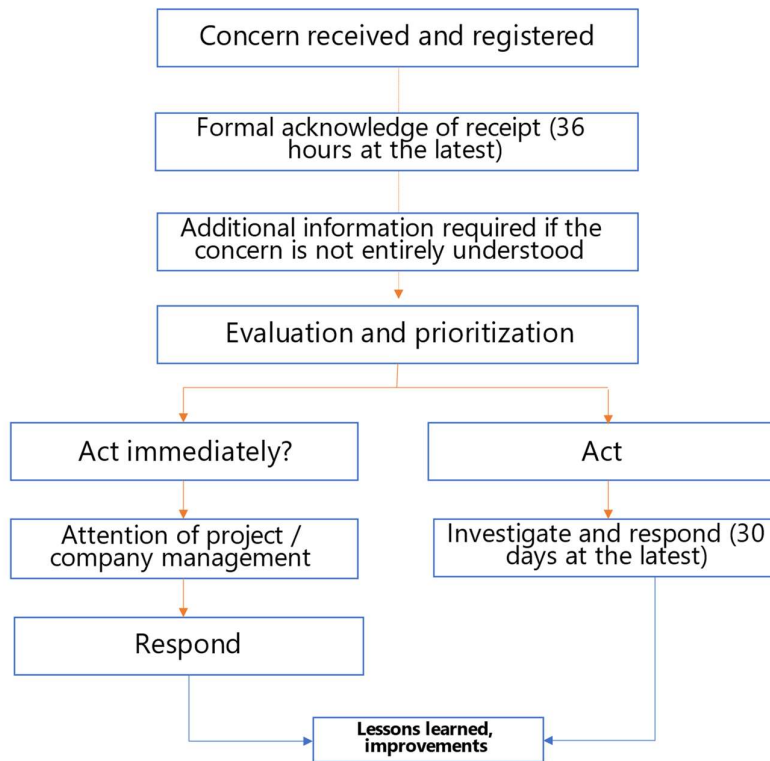 Concern received and registered
Formal acknowledge of receipt (36
hours at the latest)
Additional information required if the
concern is not entirely understood
Evaluation and prioritization
Act immediately?
Act
Attention of project /
company management
Investigate and respond (30
days at the latest)
Respond
Lessons learned,
improvements